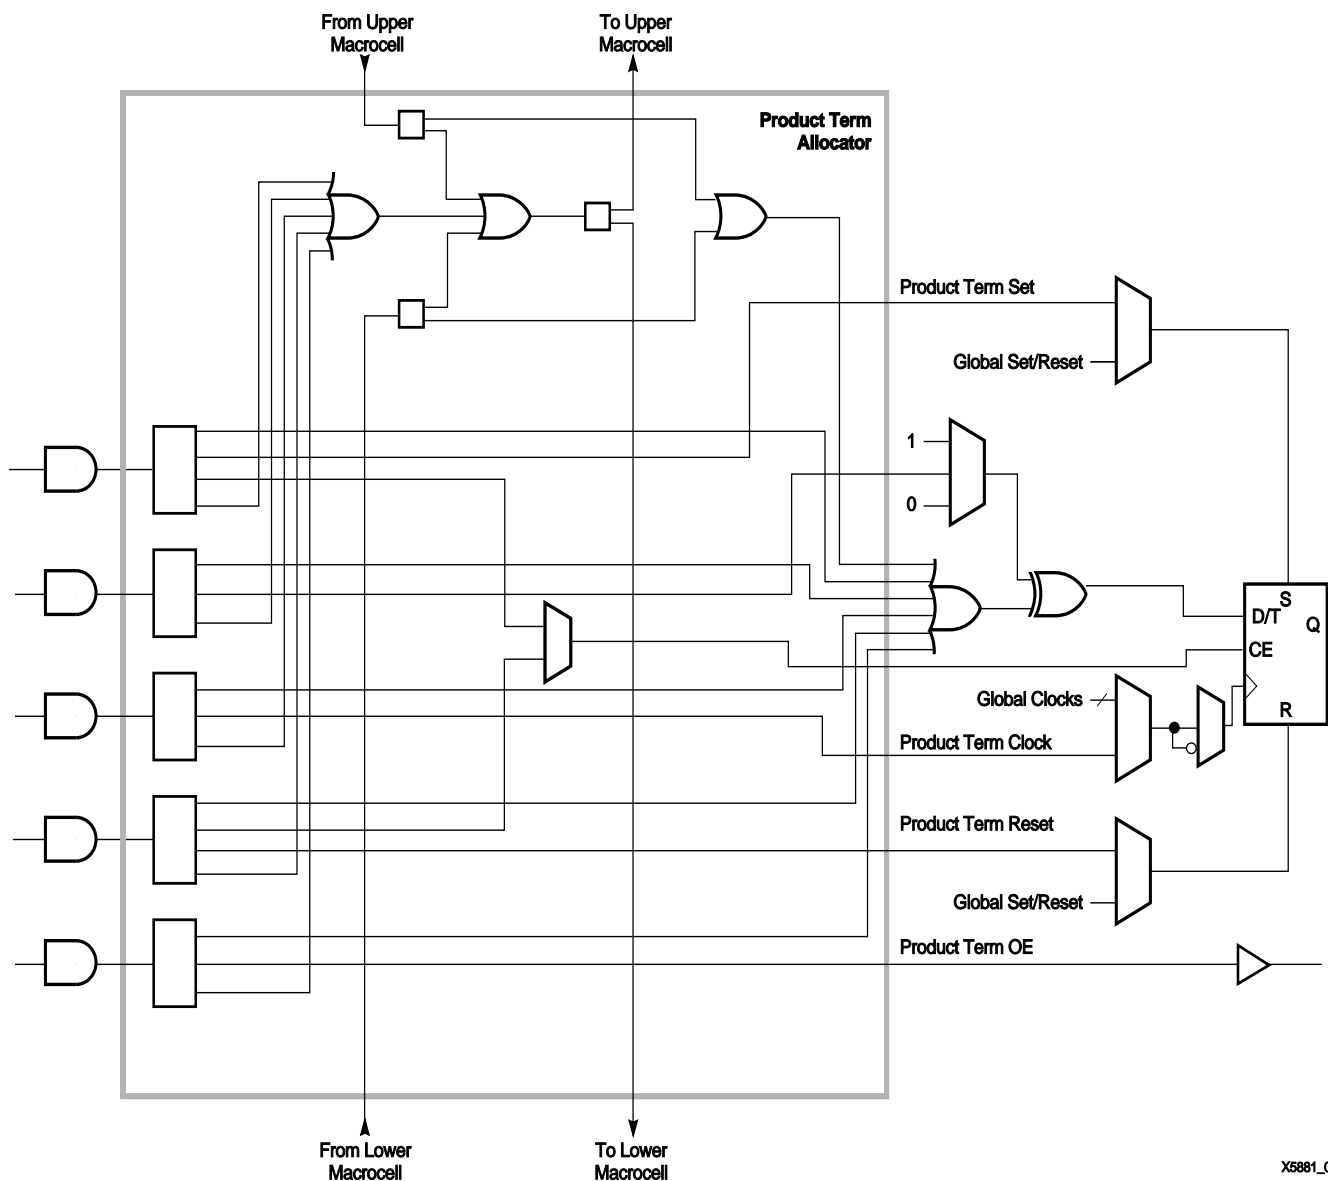 From Upper
Macrocell
To Upper
Macrocell
Product Term
Allocator
Product Term Set
Global Set/Reset
1
0
S
D/T
Q
CE
R
Global Clocks
Product Term Clock
Product Term Reset
Global Set/Reset
Product Term OE
From Lower
Macrocell
To Lower
Macrocell